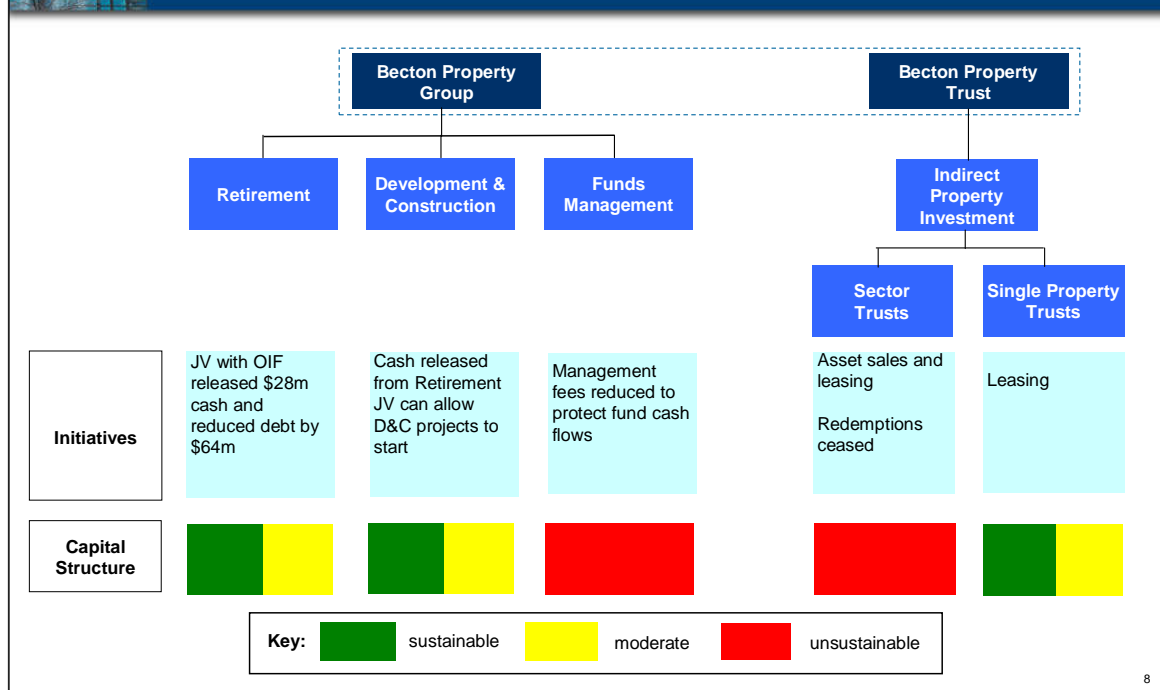 Becton Property
Group
Becton Property
Trust
Retirement
Development &
Construction
Funds
Management
Indirect
Property
Investment
Sector
Trusts
Single Property
Trusts
Initiatives
JV with OIF
released $28m
cash and
reduced debt by
$64m
Cash released
from Retirement
JV can allow
D&C projects to
start
Management
fees reduced to
protect fund cash
flows
Asset sales and
leasing
Redemptions
ceased
Leasing
Capital
Structure
Key:
sustainable
moderate
unsustainable
8